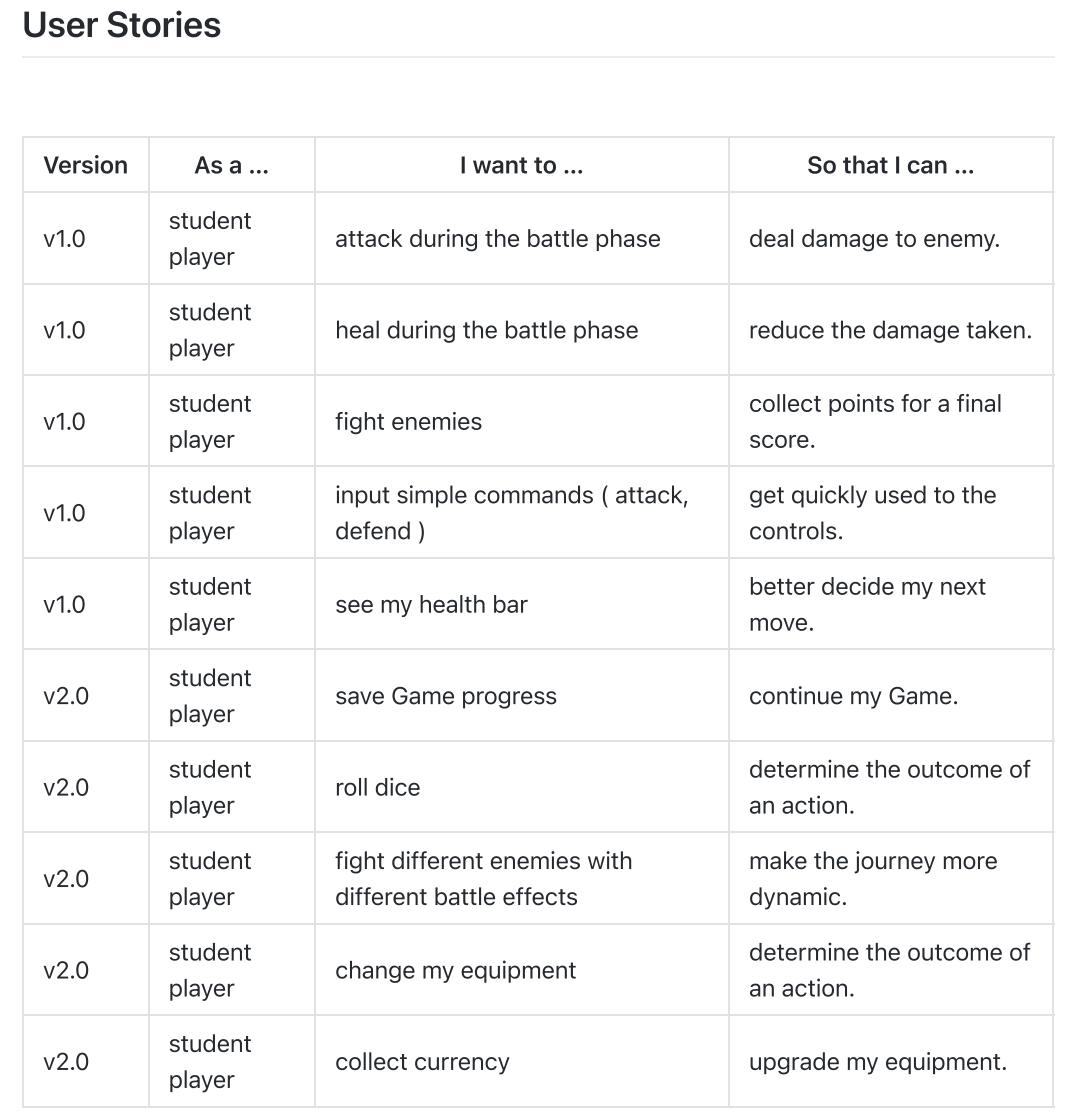 User Stories
Version As a ... I want to ... So that I can ...
v1.0 student player attack during the battle phase deal damage to enemy.
v1.0 student player heal during the battle phase reduce the damage taken.
v1.0 student player fight enemies collect points for a final score.
v1.0 student player input simple commands ( attack, defend ) get quickly used to the controls.
v1.0 student player see my health bar better decide my next move.
v2.0 student player save Game progress continue my Game.
v2.0 student player roll dice determine the outcome of an action.
v2.0 student player fight different enemies with different battle effects make the journey more dynamic.
v2.0 student player change my equipment determine the outcome of an action.
v2.0 student player collect currency upgrade my equipment.